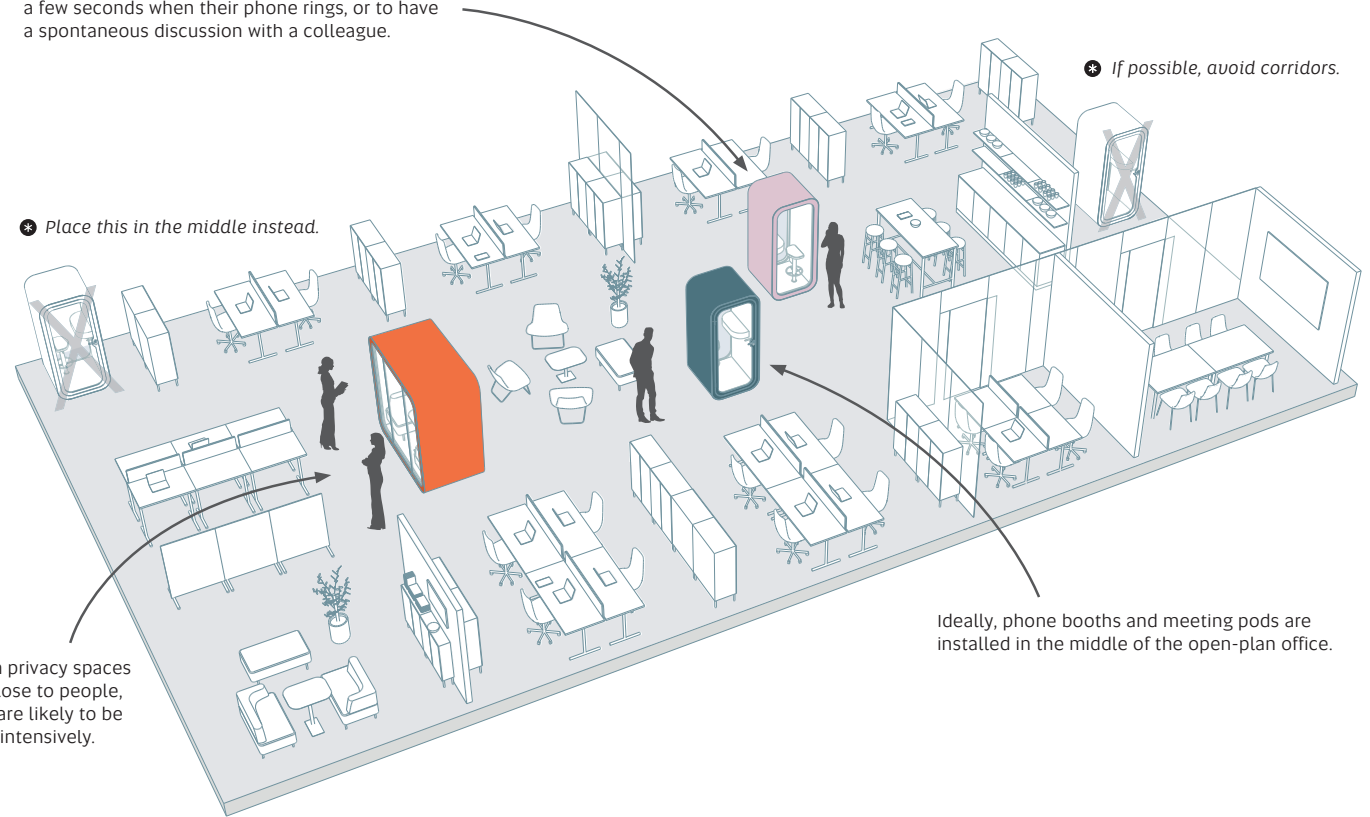 a few seconds when their phone rings, or to have
a spontaneous discussion with a colleague.
✱ If possible, avoid corridors.
✱ Place this in the middle instead.
Ideally, phone booths and meeting pods are
installed in the middle of the open-plan office.
privacy spaces
close to people,
are likely to be
intensively.